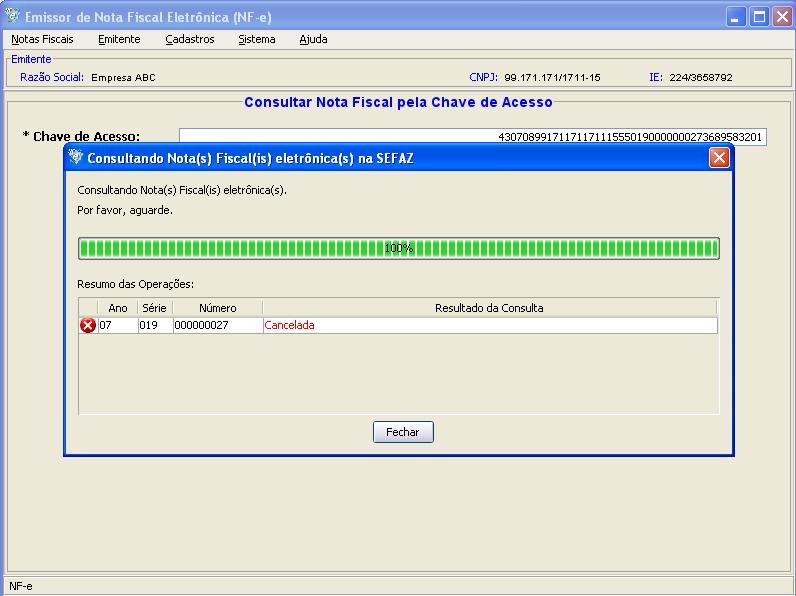 Emissor de Nota Fiscal Eletrônica (NF-e)
Notas Fiscais Emitente Cadastros Sistema Ajuda
Emitente
Razão Social: Empresa ABC CNPJ: 99.171.171/1711-15 IE: 224/3658792
Consultar Nota Fiscal pela Chave de Acesso
* Chave de Acesso: 43070899171171171115550190000000273689583201
Consultando Nota(s) Fiscal(is) eletrônica(s) na SEFAZ
Consultando Nota(s) Fiscal(is) eletrônica(s).
Por favor, aguarde.
100%
Resumo das Operações:
Ano Série Número Resultado da Consulta
07 019 000000027 Cancelada
Fechar
NF-e